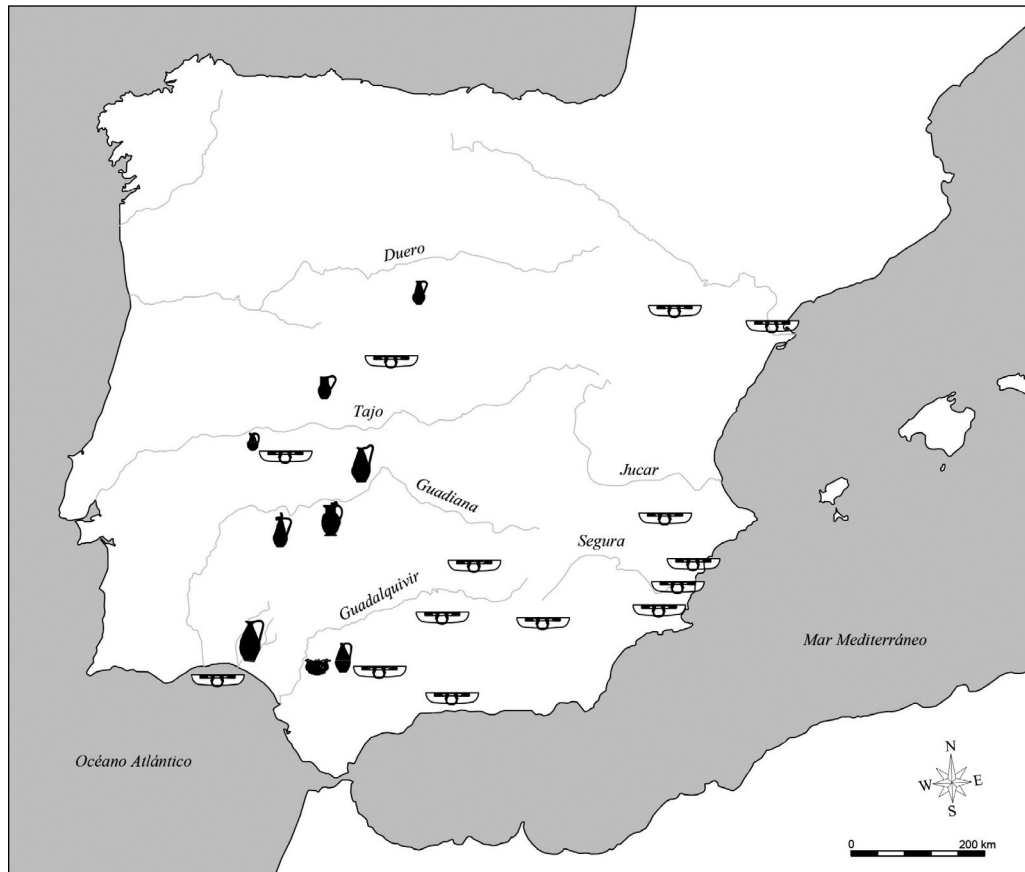 Duero
Tajo
Jucar
Guadiana
Segura
Guadalquivir
Mar Mediterráneo
Océano Atlántico
N
W E
S
0 200 km